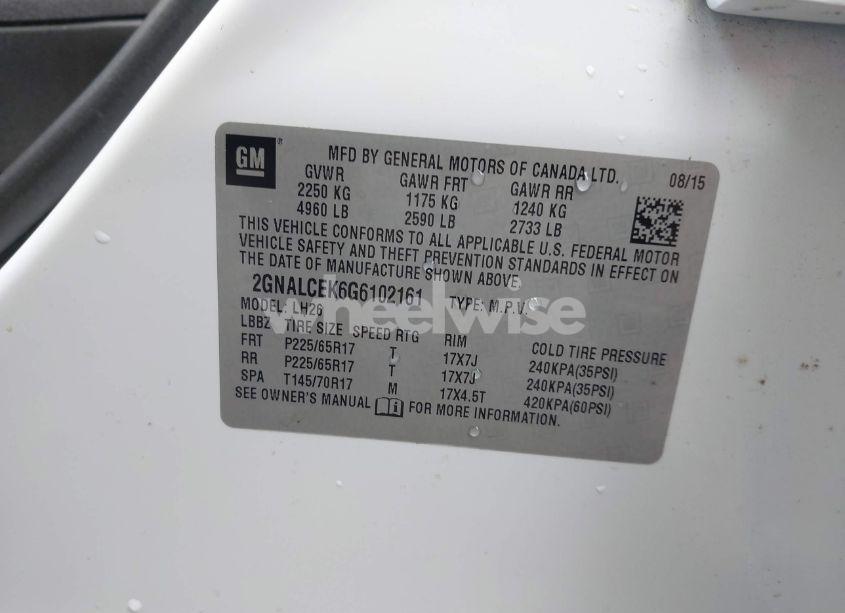 GM
MFD BY GENERAL MOTORS OF CANADA LTD. 08/15
GVWR GAWR FRT GAWR RR
2250 KG 1175 KG 1240 KG
4960 LB 2590 LB 2733 LB
THIS VEHICLE CONFORMS TO ALL APPLICABLE U.S. FEDERAL MOTOR
VEHICLE SAFETY AND THEFT PREVENTION STANDARDS IN EFFECT ON
THE DATE OF MANUFACTURE SHOWN ABOVE.
2GNALCEK6G6102161 TYPE: M.P.V.
MODEL: LH26
LBBZ TIRE SIZE SPEED RTG RIM COLD TIRE PRESSURE
FRT P225/65R17 T 17X7J 240KPA(35PSI)
RR P225/65R17 T 17X7J 240KPA(35PSI)
SPA T145/70R17 M 17X4.5T 420KPA(60PSI)
SEE OWNER'S MANUAL FOR MORE INFORMATION.
wheelwise